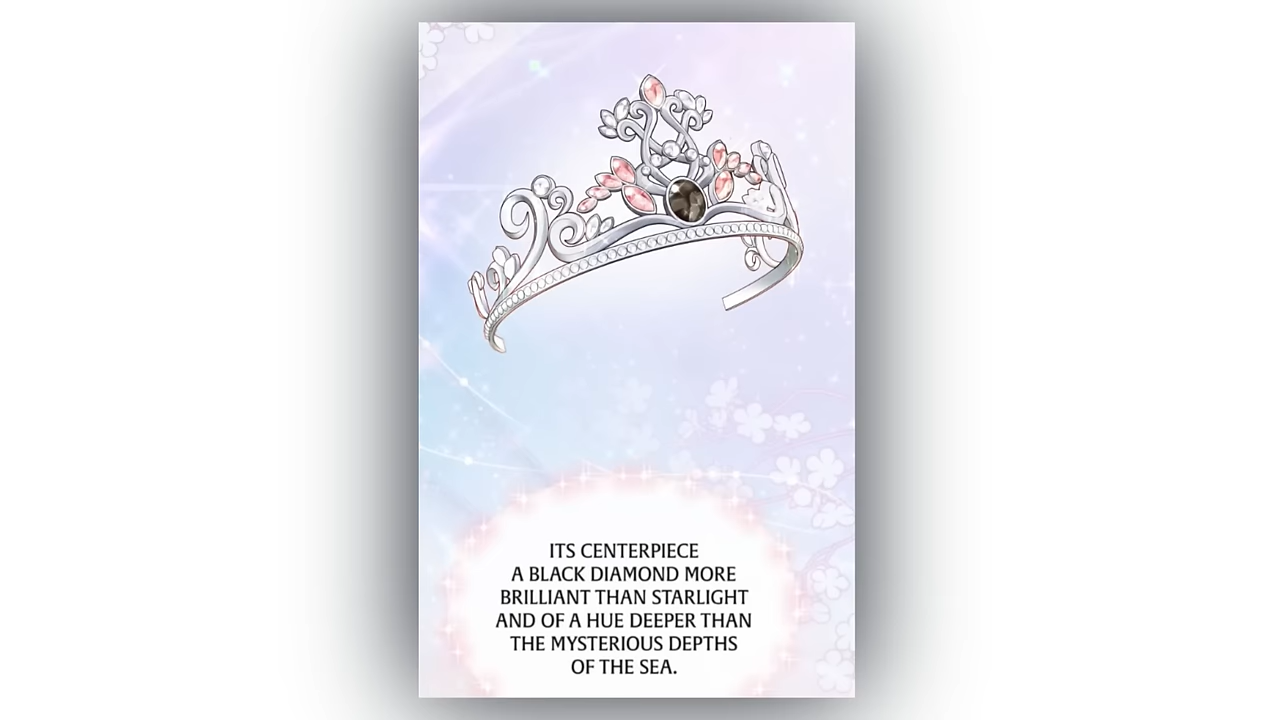 ITS CENTERPIECE
A BLACK DIAMOND MORE
BRILLIANT THAN STARLIGHT
AND OF A HUE DEEPER THAN
THE MYSTERIOUS DEPTHS
OF THE SEA.